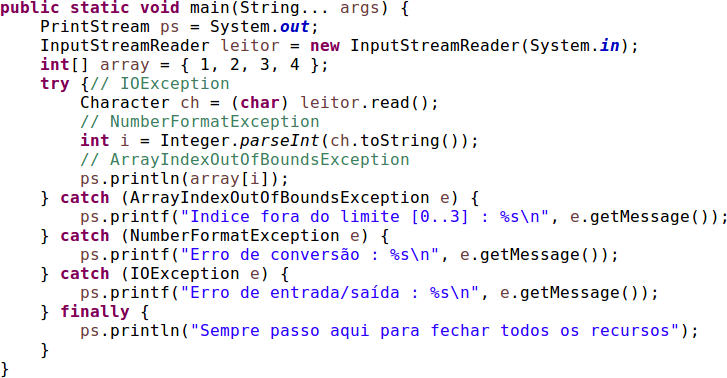 public static void main(String... args) {
    PrintStream ps = System.out;
    InputStreamReader leitor = new InputStreamReader(System.in);
    int[] array = { 1, 2, 3, 4 };
    try {// IOException
        Character ch = (char) leitor.read();
        // NumberFormatException
        int i = Integer.parseInt(ch.toString());
        // ArrayIndexOutOfBoundsException
        ps.println(array[i]);
    } catch (ArrayIndexOutOfBoundsException e) {
        ps.printf("Indice fora do limite [0..3] : %s\n", e.getMessage());
    } catch (NumberFormatException e) {
        ps.printf("Erro de conversão : %s\n", e.getMessage());
    } catch (IOException e) {
        ps.printf("Erro de entrada/saída : %s\n", e.getMessage());
    } finally {
        ps.println("Sempre passo aqui para fechar todos os recursos");
    }
}